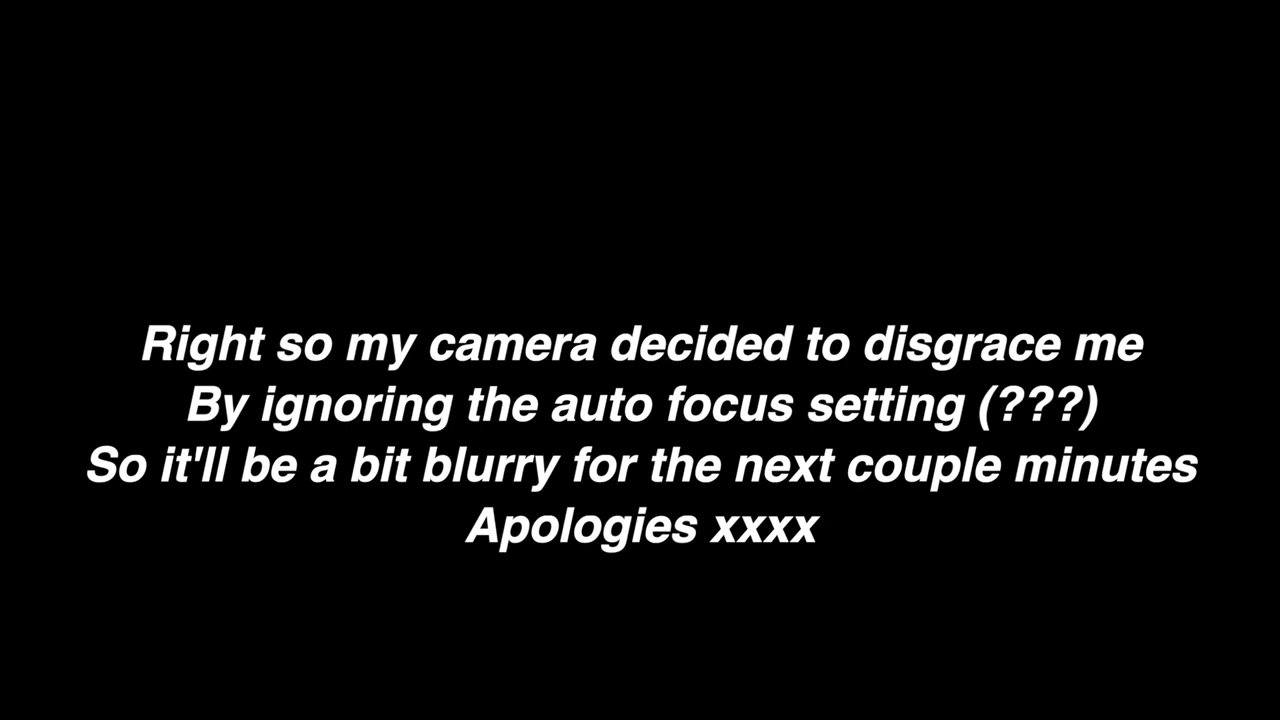 Right so my camera decided to disgrace me
By ignoring the auto focus setting (???)
So it'll be a bit blurry for the next couple minutes
Apologies xxxx